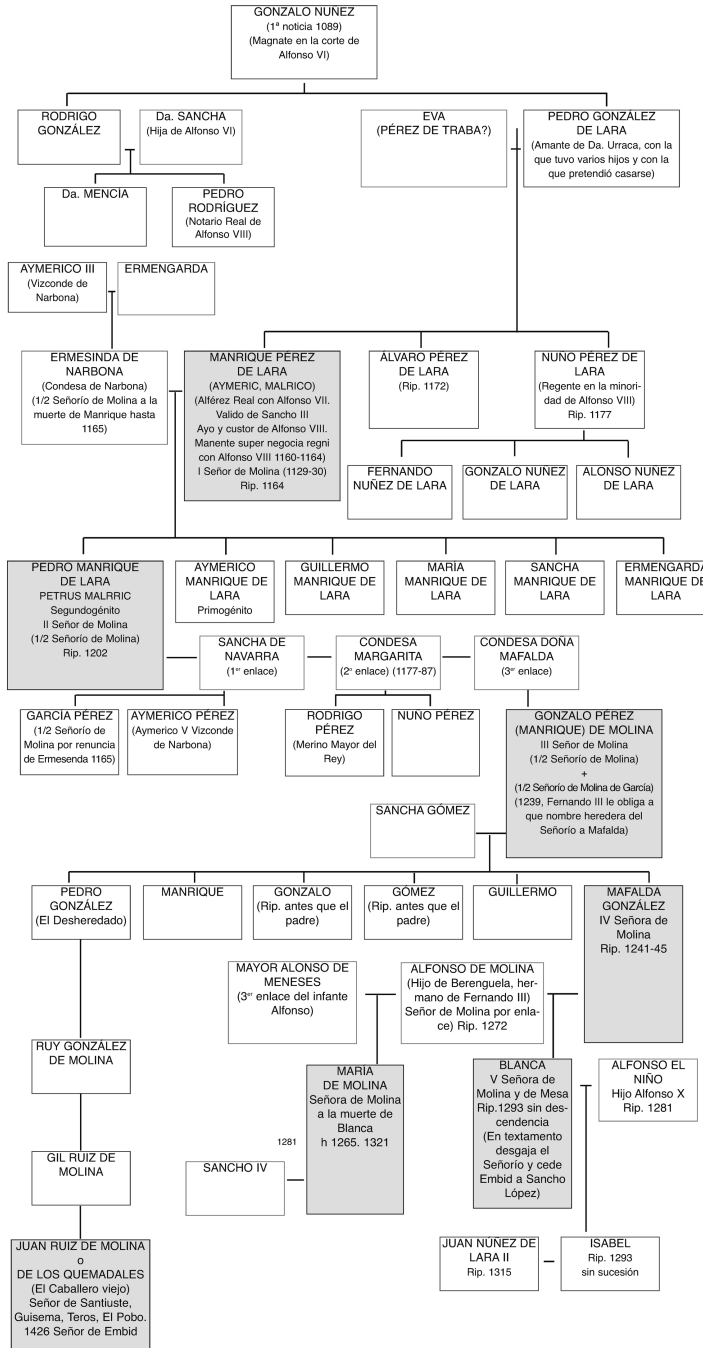 GONZALO NUÑEZ
(1ª noticia 1089)
(Magnate en la corte de
Alfonso VI)
RODRIGO
GONZÁLEZ
Da. SANCHA
(Hija de Alfonso VI)
EVA
(PÉREZ DE TRABA?)
PEDRO GONZÁLEZ
DE LARA
(Amante de Da. Urraca, con la
que tuvo varios hijos y con la
que pretendió casarse)
Da. MENCÍA
PEDRO
RODRÍGUEZ
(Notario Real de
Alfonso VIII)
AYMERICO III
(Vizconde de
Narbona)
ERMENGARDA
ERMESINDA DE
NARBONA
(Condesa de Narbona)
(1/2 Señorío de Molina a la
muerte de Manrique hasta
1165)
MANRIQUE PÉREZ
DE LARA
(AYMERIC, MALRICO)
(Alférez Real con Alfonso VII.
Valido de Sancho III
Ayo y custor de Alfonso VIII.
Manente super negocia regni
con Alfonso VIII 1160-1164)
I Señor de Molina (1129-30)
Rip. 1164
ÁLVARO PÉREZ
DE LARA
(Rip. 1172)
NUÑO PÉREZ DE
LARA
(Regente en la minori-
dad de Alfonso VIII)
Rip. 1177
FERNANDO
NUÑEZ DE LARA
GONZALO NUÑEZ
DE LARA
ALONSO NUÑEZ
DE LARA
PEDRO MANRIQUE
DE LARA
PETRUS MALRRIC
Segundogénito
II Señor de Molina
(1/2 Señorío de Molina)
Rip. 1202
AYMERICO
MANRIQUE DE
LARA
Primogénito
GUILLERMO
MANRIQUE DE
LARA
MARÍA
MANRIQUE DE
LARA
SANCHA
MANRIQUE DE
LARA
ERMENGARDA
MANRIQUE DE
LARA
SANCHA DE
NAVARRA
(1er enlace)
CONDESA
MARGARITA
(2º enlace) (1177-87)
CONDESA DOÑA
MAFALDA
(3er enlace)
GARCÍA PÉREZ
(1/2 Señorío de
Molina por renuncia
de Ermesenda 1165)
AYMERICO PÉREZ
(Aymerico V Vizconde
de Narbona)
RODRIGO
PÉREZ
(Merino Mayor del
Rey)
NUÑO PÉREZ
GONZALO PÉREZ
(MANRIQUE) DE MOLINA
III Señor de Molina
(1/2 Señorío de Molina)
+
(1/2 Señorío de Molina de García)
(1239, Fernando III le obliga a
que nombre heredera del
Señorío a Mafalda)
SANCHA GÓMEZ
PEDRO
GONZÁLEZ
(El Desheredado)
MANRIQUE
GONZALO
(Rip. antes que el
padre)
GÓMEZ
(Rip. antes que el
padre)
GUILLERMO
MAFALDA
GONZÁLEZ
IV Señora de
Molina
Rip. 1241-45
MAYOR ALONSO DE
MENESES
(3er enlace del infante
Alfonso)
ALFONSO DE MOLINA
(Hijo de Berenguela, her-
mano de Fernando III)
Señor de Molina por enla-
ce) Rip. 1272
RUY GONZÁLEZ
DE MOLINA
MARÍA
DE MOLINA
Señora de Molina
a la muerte de
Blanca
h 1265. 1321
BLANCA
V Señora de
Molina y de Mesa
Rip.1293 sin des-
cendencia
(En textamento
desgaja el
Señorío y cede
Embid a Sancho
López)
ALFONSO EL
NIÑO
Hijo Alfonso X
Rip. 1281
1281
SANCHO IV
GIL RUIZ DE
MOLINA
JUAN RUIZ DE MOLINA
o
DE LOS QUEMADALES
(El Caballero viejo)
Señor de Santiuste,
Guisema, Teros, El Pobo.
1426 Señor de Embid
JUAN NÚÑEZ DE
LARA II
Rip. 1315
ISABEL
Rip. 1293
sin sucesión